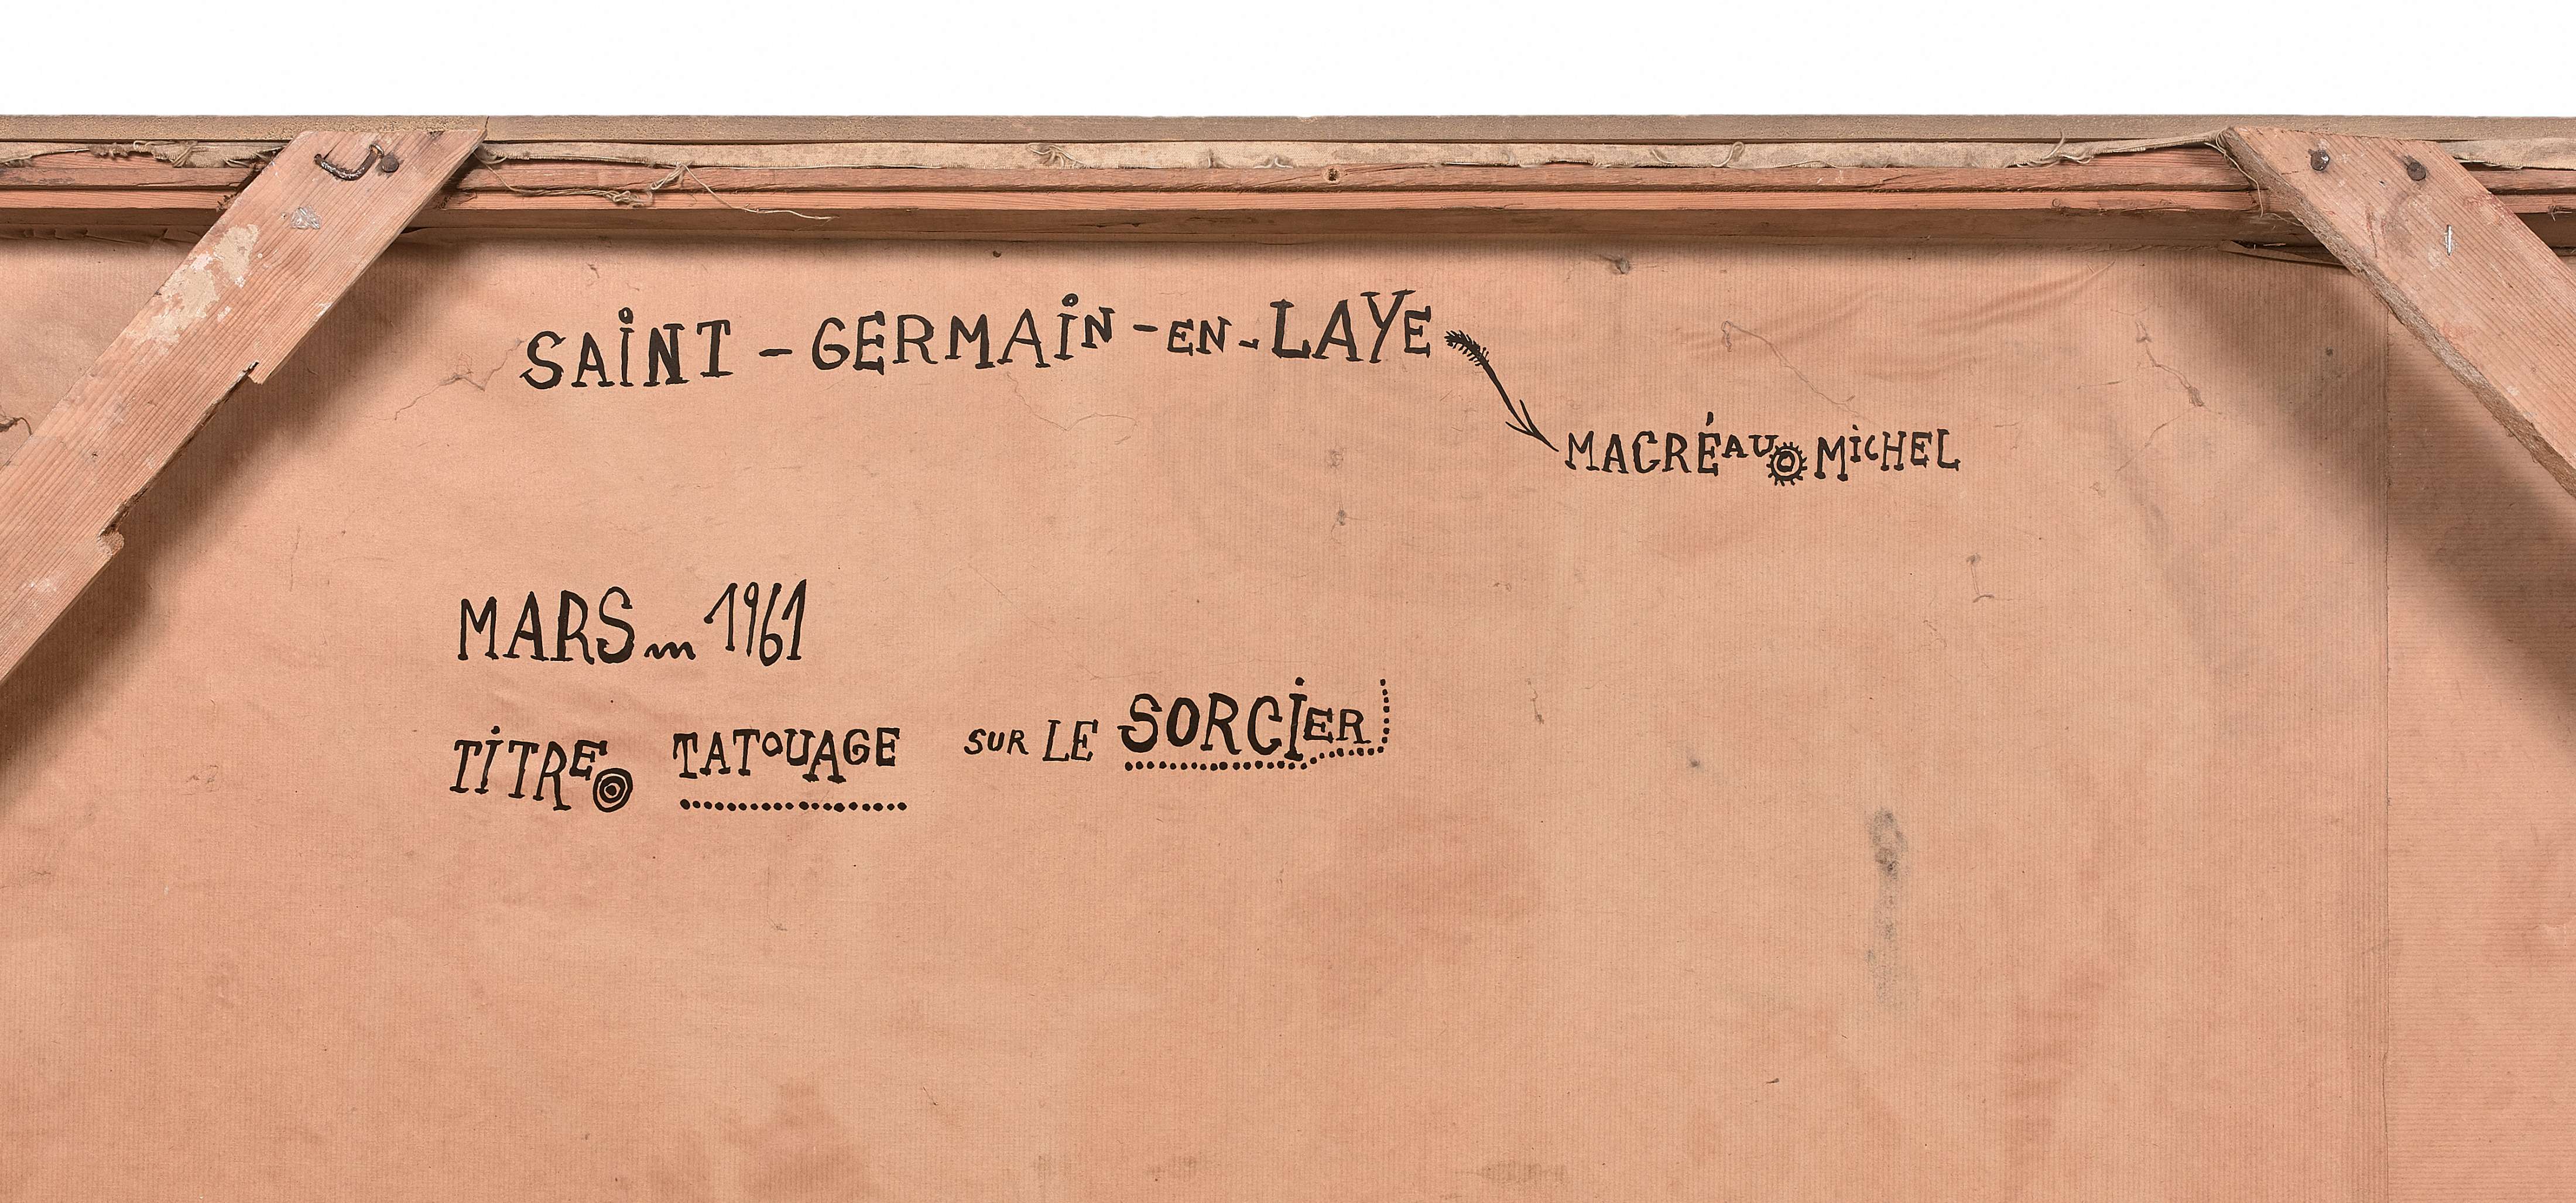 SAINT-GERMAIN-EN-LAYE
MACRÉAU MICHEL
MARS 1961
TITRE TATOUAGE SUR LE SORCIER